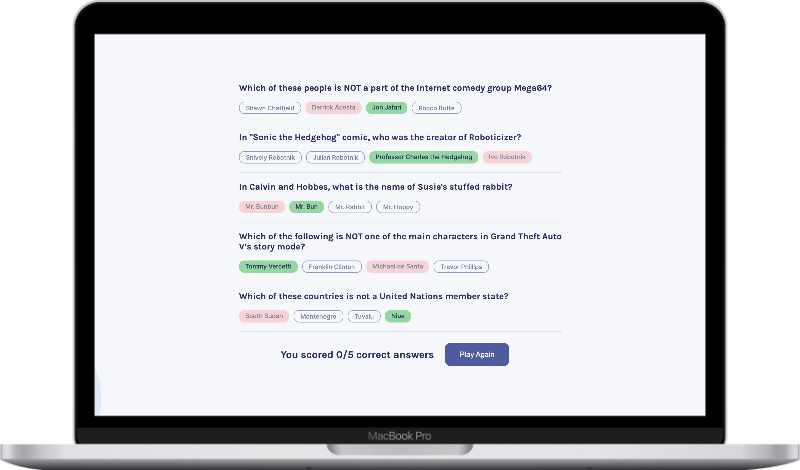 Which of these people is NOT a part of the Internet comedy group Mega64?
Shawn Chatfield Derrick Acosta Jon Jafari Rocco Botte
In "Sonic the Hedgehog" comic, who was the creator of Roboticizer?
Snively Robotnik Julian Robotnik Professor Charles the Hedgehog Ivo Robotnik
In Calvin and Hobbes, what is the name of Susie's stuffed rabbit?
Mr. Bunbun Mr. Bun Mr. Rabbit Mr. Hoppy
Which of the following is NOT one of the main characters in Grand Theft Auto
V's story mode?
Tommy Vercetti Franklin Clinton Michael de Santa Trevor Phillips
Which of these countries is not a United Nations member state?
South Sudan Montenegro Tuvalu Niue
You scored 0/5 correct answers Play Again
MacBook Pro